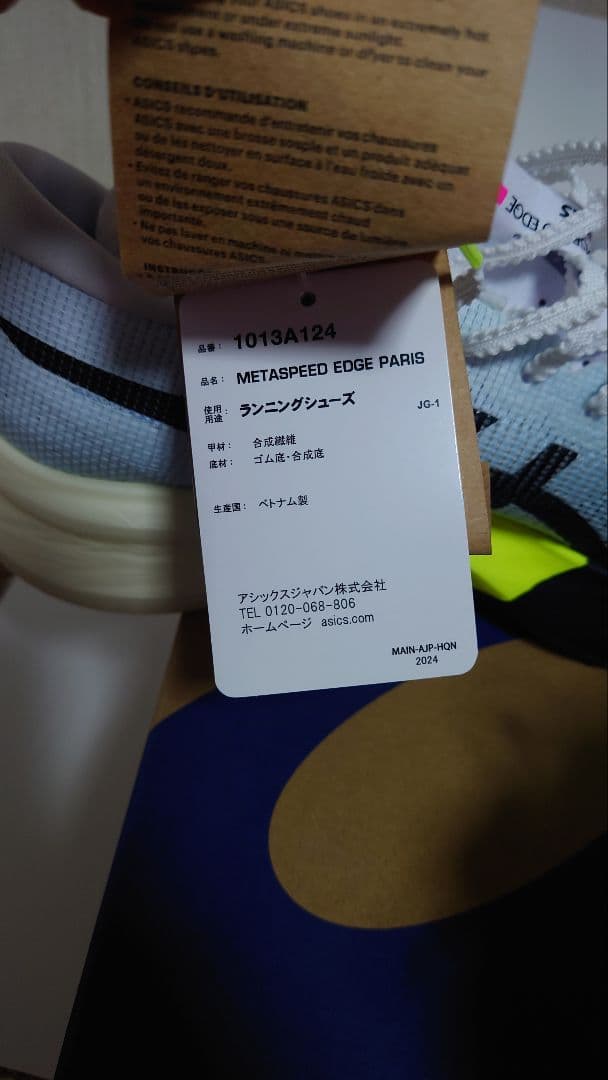 your ASICS shoes in an extremely hot
or under extreme sunlight.
use a washing machine or dryer to clean your
ASICS shoes.
CONSEILS D'UTILISATION
• ASICS recommande d'entretenir vos chaussures
ASICS avec une brosse souple et un produit adéquat
ou de les nettoyer en surface à l'eau froide avec un
détergent doux.
• Evitez de ranger vos chaussures ASICS dans
un environnement extrêmement chaud
ou de les exposer sous une source de lumière
importante.
• Ne pas laver en machine ni
vos chaussures ASICS.
EDGE
品番： 1013A124
品名： METASPEED EDGE PARIS
使用用途： ランニングシューズ
JG-1
甲材： 合成繊維
底材： ゴム底・合成底
生産国： ベトナム製
アシックスジャパン株式会社
TEL 0120-068-806
ホームページ asics.com
MAIN-AJP-HQN
2024